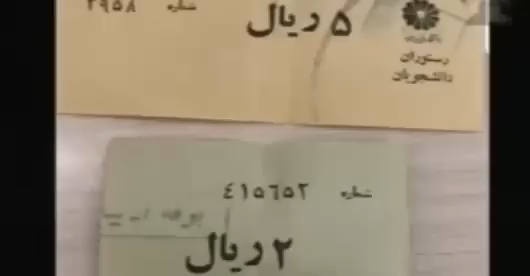 شماره ۲۹۵۸
۵ ریال
رستوران
دانشجویان
شماره ٤١٥٦٥٢
۲ ریال